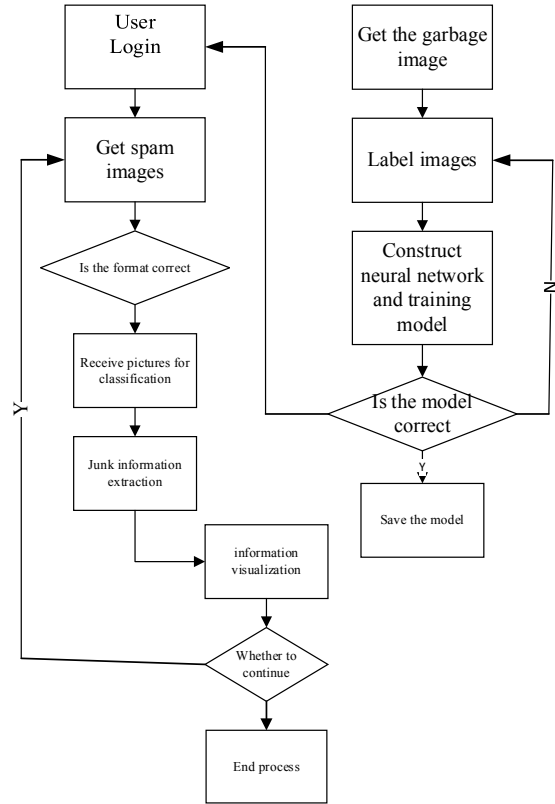 User
Login
Get the garbage
image
Get spam
images
Label images
Is the format correct
Construct
neural network
and training
model
N
Receive pictures for
classification
Y
Is the model
correct
Junk information
extraction
Y
Save the model
information
visualization
Whether to
continue
End process